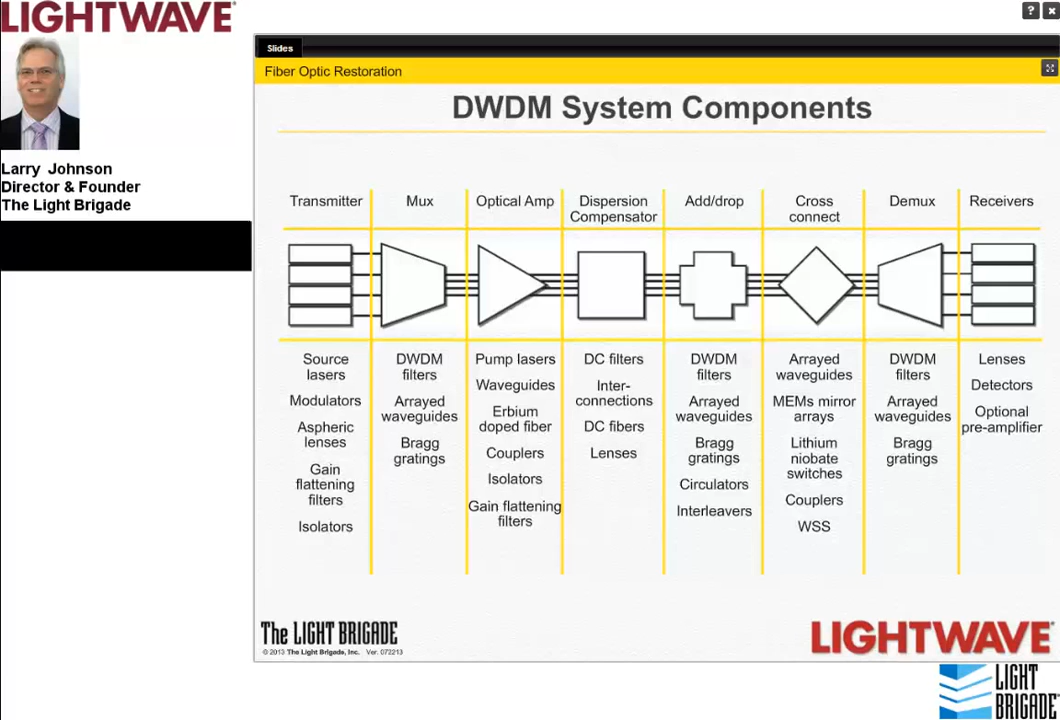 LIGHTWAVE®
?
Larry Johnson
Director & Founder
The Light Brigade
Slides
Fiber Optic Restoration
DWDM System Components
Transmitter
Mux
Optical Amp
Dispersion
Compensator
Add/drop
Cross
connect
Demux
Receivers
Source
lasers
Modulators
Aspheric
lenses
Gain
flattening
filters
Isolators
DWDM
filters
Arrayed
waveguides
Bragg
gratings
Pump lasers
Waveguides
Erbium
doped fiber
Couplers
Isolators
Gain flattening
filters
DC filters
Inter-
connections
DC fibers
Lenses
DWDM
filters
Arrayed
waveguides
Bragg
gratings
Circulators
Interleavers
Arrayed
waveguides
MEMs mirror
arrays
Lithium
niobate
switches
Couplers
WSS
DWDM
filters
Arrayed
waveguides
Bragg
gratings
Lenses
Detectors
Optional
pre-amplifier
The LIGHT BRIGADE
© 2013 The Light Brigade, Inc. Ver. 072213
LIGHTWAVE®
LIGHT
BRIGADE